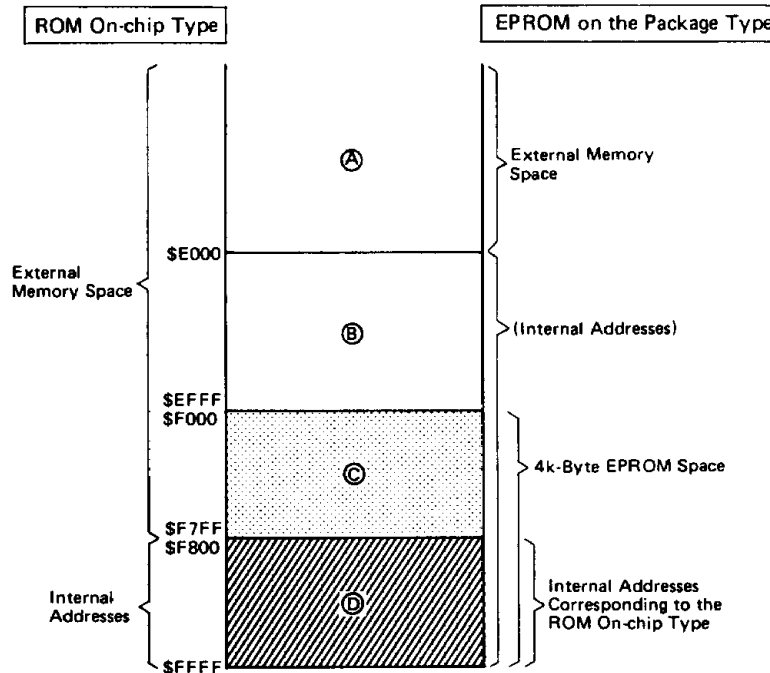 ROM On-chip Type
EPROM on the Package Type
Ⓐ
External Memory
Space
$E000
External
Memory Space
Ⓑ
(Internal Addresses)
$EFFF
$F000
Ⓒ
4k-Byte EPROM Space
$F7FF
$F800
Internal
Addresses
Ⓓ
Internal Addresses
Corresponding to the
ROM On-chip Type
$FFFF